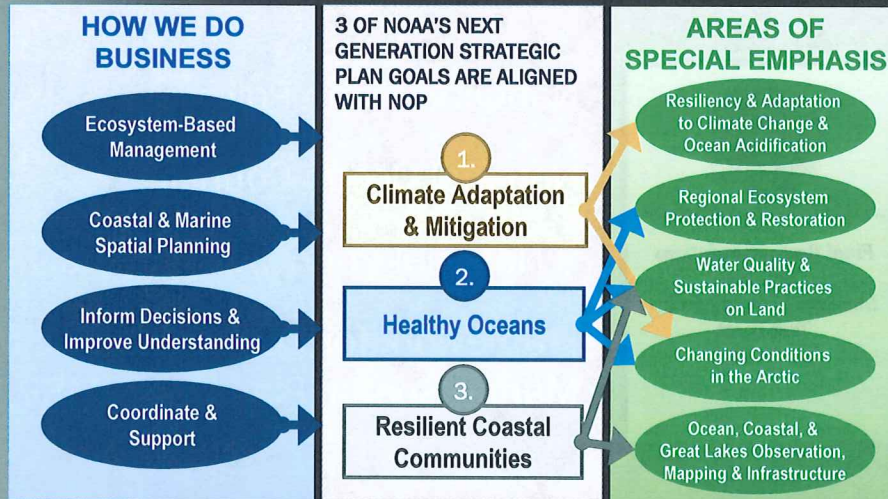 HOW WE DO
BUSINESS
Ecosystem-Based
Management
Coastal & Marine
Spatial Planning
Inform Decisions &
Improve Understanding
Coordinate &
Support
3 OF NOAA'S NEXT
GENERATION STRATEGIC
PLAN GOALS ARE ALIGNED
WITH NOP
1.
Climate Adaptation
& Mitigation
2.
Healthy Oceans
3.
Resilient Coastal
Communities
AREAS OF
SPECIAL EMPHASIS
Resiliency & Adaptation
to Climate Change &
Ocean Acidification
Regional Ecosystem
Protection & Restoration
Water Quality &
Sustainable Practices
on Land
Changing Conditions
in the Arctic
Ocean, Coastal, &
Great Lakes Observation,
Mapping & Infrastructure